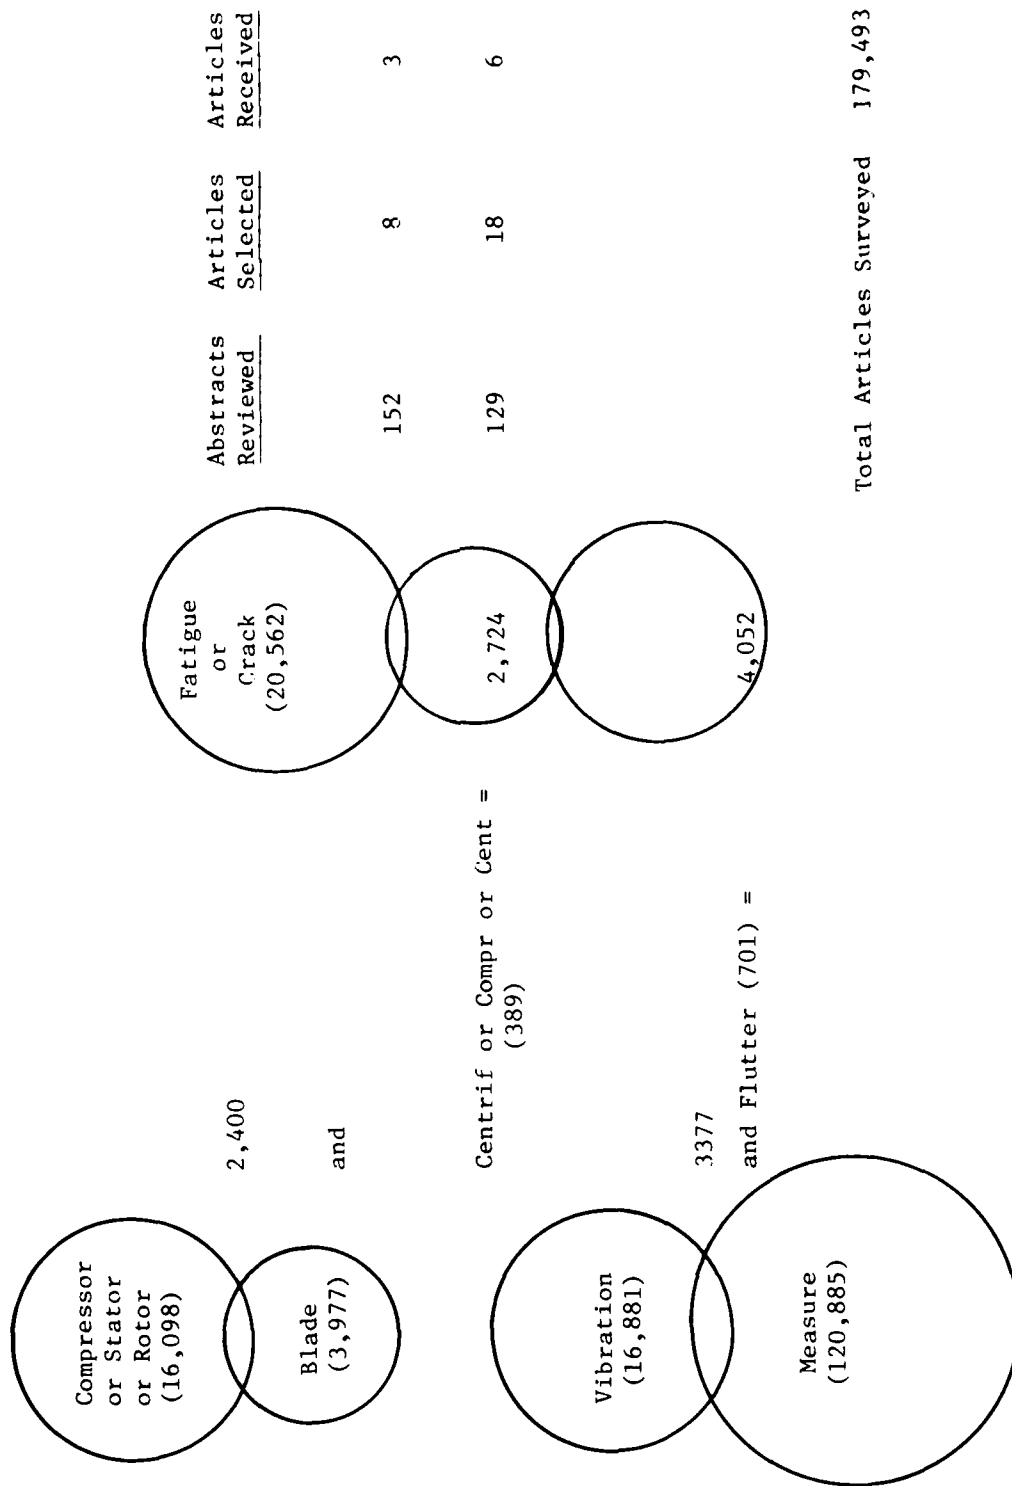 Compressor
or Stator
or Rotor
(16,098)
2,400
Blade
(3,977)
and
Centrif or Compr or Cent =
(389)
Vibration
(16,881)
3377
and Flutter (701) =
Measure
(120,885)
Fatigue
or
Crack
(20,562)
2,724
4,052
Abstracts Articles Articles
Reviewed Selected Received
152 8 3
129 18 6
Total Articles Surveyed 179,493